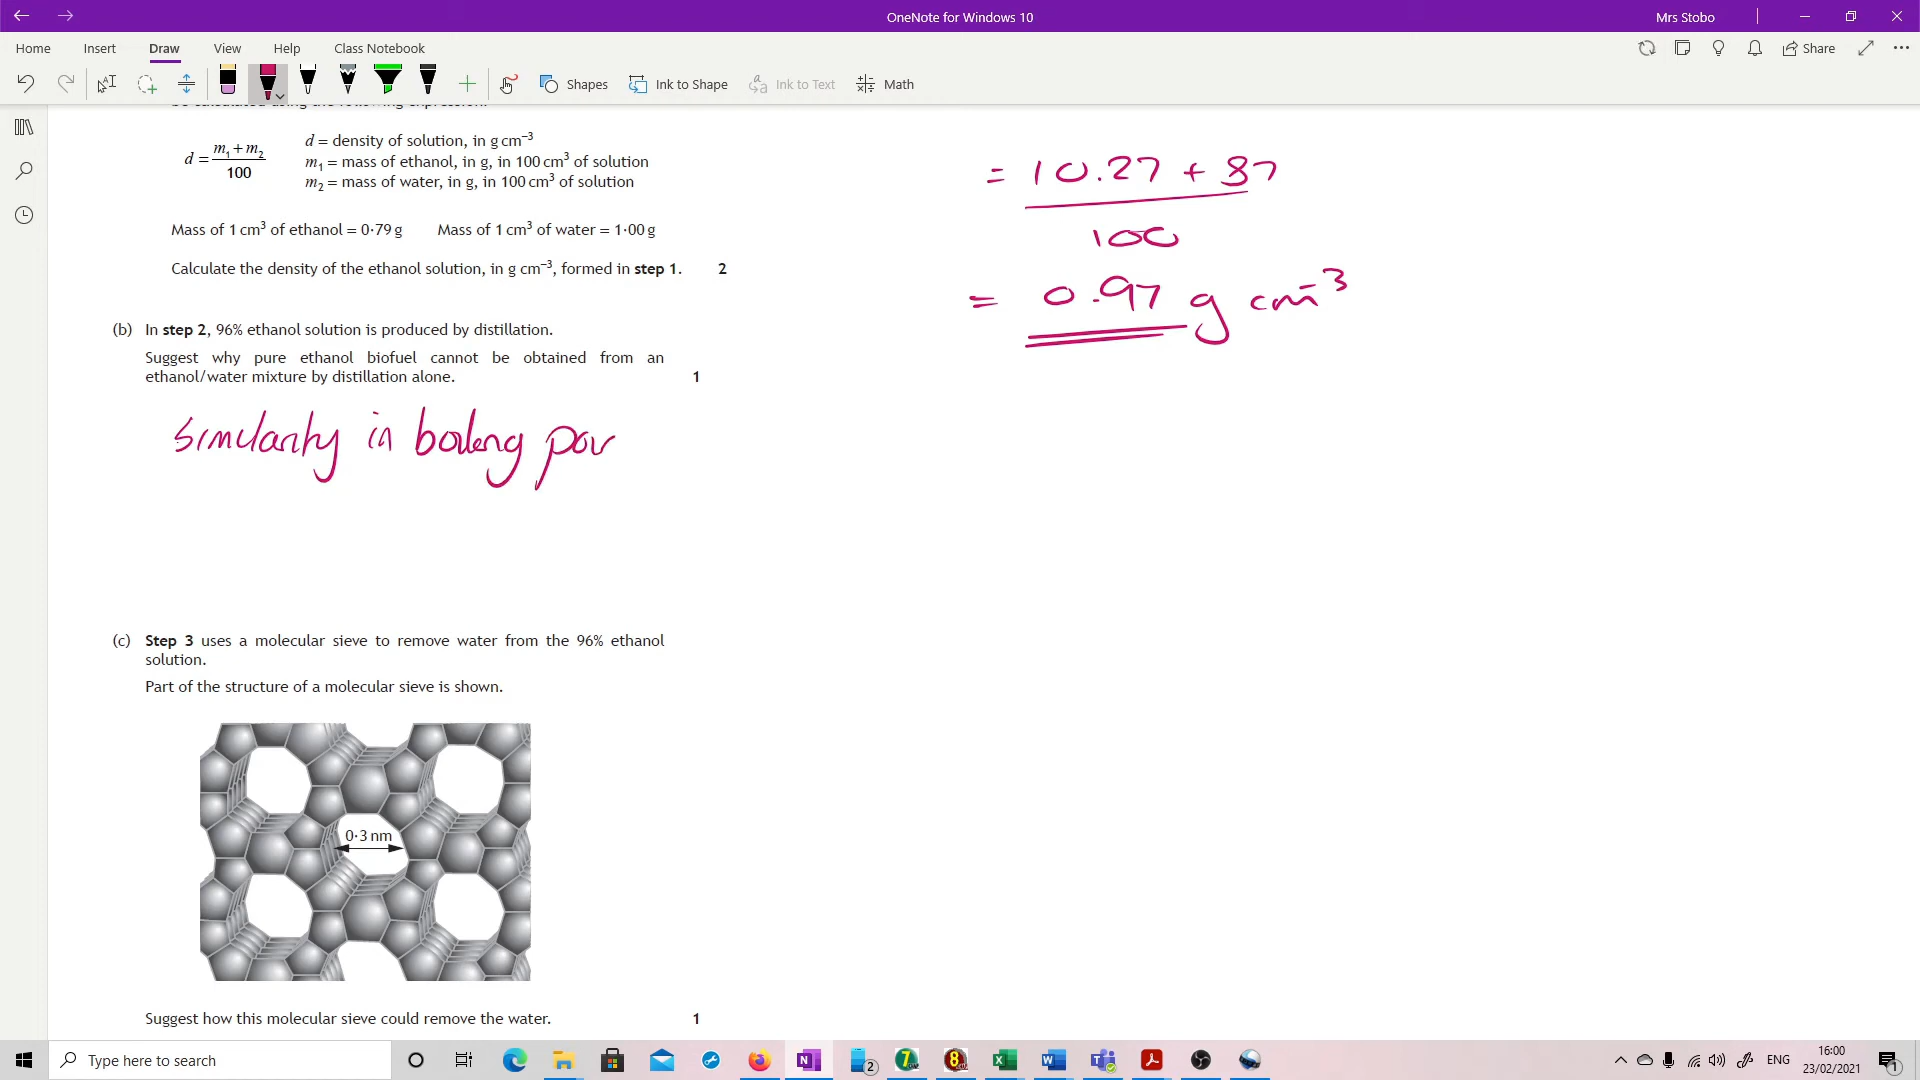 OneNote for Windows 10
Mrs Stobo
Home Insert Draw View Help Class Notebook
Share
Shapes Ink to Shape Ink to Text Math
d = m₁ + m₂ / 100
d = density of solution, in g cm⁻³
m₁ = mass of ethanol, in g, in 100 cm³ of solution
m₂ = mass of water, in g, in 100 cm³ of solution
Mass of 1 cm³ of ethanol = 0·79 g Mass of 1 cm³ of water = 1·00 g
Calculate the density of the ethanol solution, in g cm⁻³, formed in step 1. 2
= 10.27 + 87
100
= 0.97 g cm⁻³
(b) In step 2, 96% ethanol solution is produced by distillation.
Suggest why pure ethanol biofuel cannot be obtained from an
ethanol/water mixture by distillation alone. 1
Similarity in boiling poi
(c) Step 3 uses a molecular sieve to remove water from the 96% ethanol
solution.
Part of the structure of a molecular sieve is shown.
0·3 nm
Suggest how this molecular sieve could remove the water. 1
Type here to search
2
7
8
ENG
16:00
23/02/2021
1